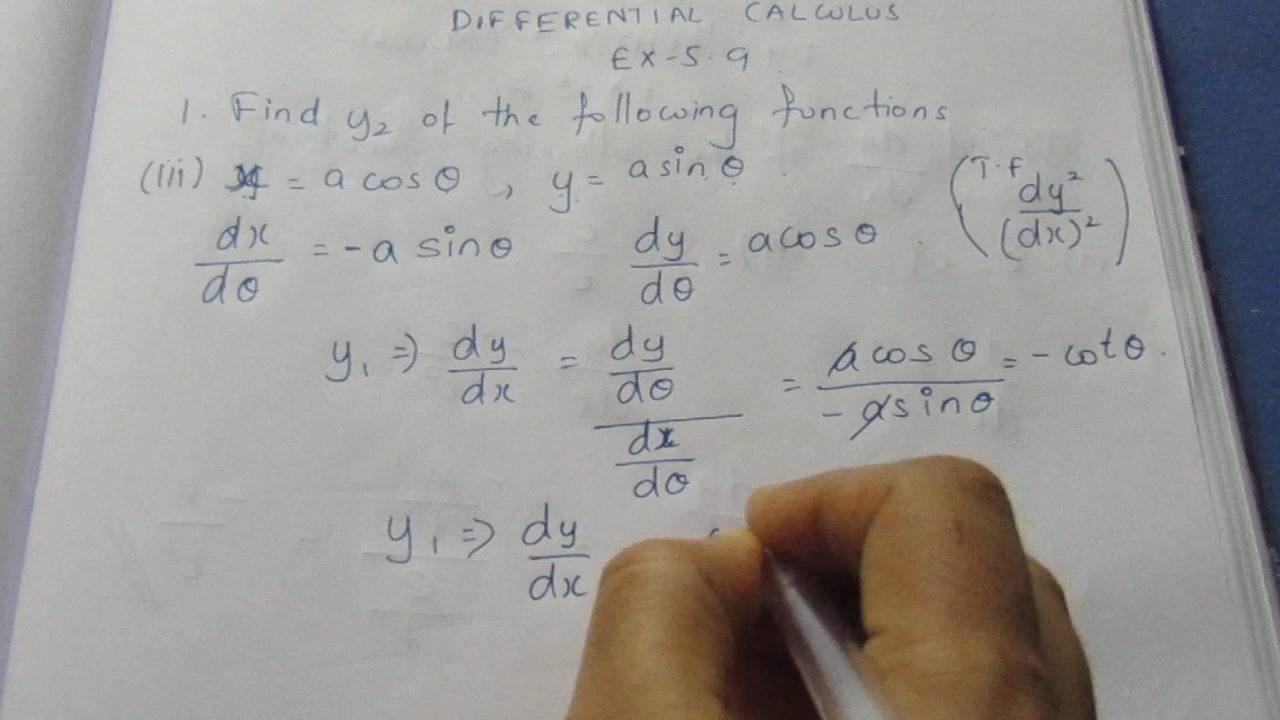 DIFFERENTIAL CALCULUS
EX-5.9
1. Find y₂ of the following functions
(iii) x = a cos θ , y = a sin θ . (T.F dy²/(dx)²)
dx/dθ = -a sin θ dy/dθ = a cos θ .
y₁ ⇒ dy/dx = (dy/dθ)/(dx/dθ) = a cos θ/-a sin θ = - cot θ .
y₁ ⇒ dy/dx